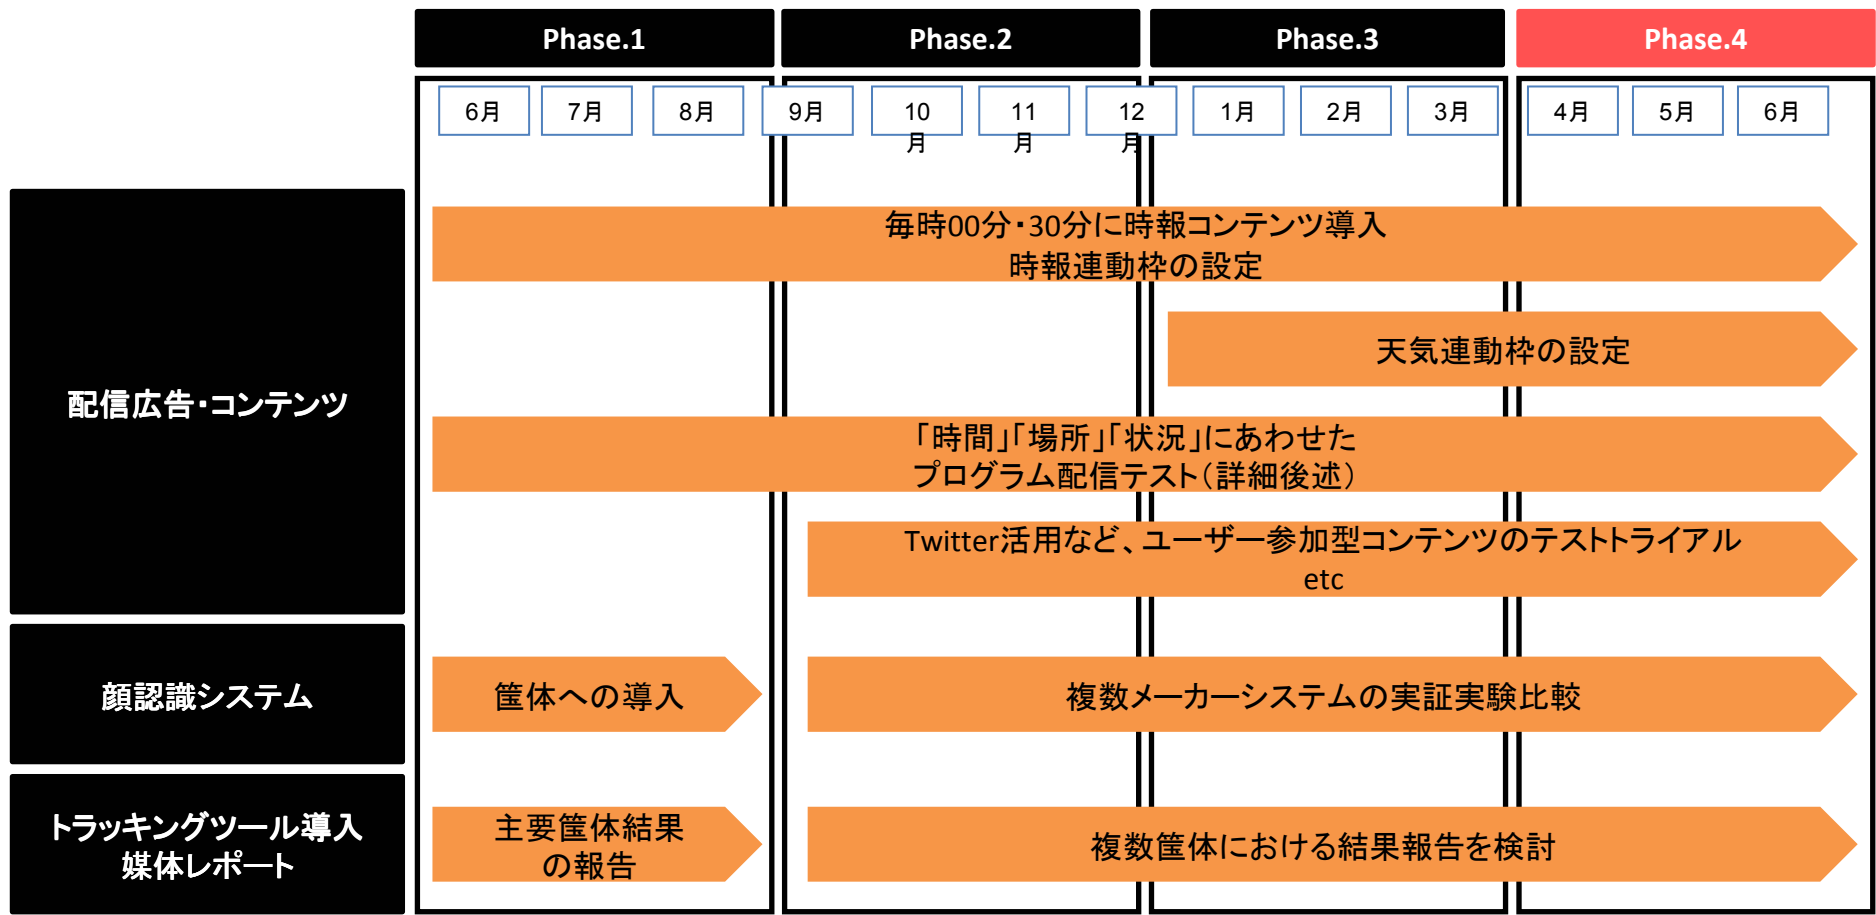 Phase.1
Phase.2
Phase.3
Phase.4
6月
7月
8月
9月
10
月
11
月
12
月
1月
2月
3月
4月
5月
6月
配信広告・コンテンツ
毎時00分・30分に時報コンテンツ導入
時報連動枠の設定
天気連動枠の設定
「時間」「場所」「状況」にあわせた
プログラム配信テスト（詳細後述）
Twitter活用など、ユーザー参加型コンテンツのテストトライアル
etc
顔認識システム
筐体への導入
複数メーカーシステムの実証実験比較
トラッキングツール導入
媒体レポート
主要筐体結果
の報告
複数筐体における結果報告を検討